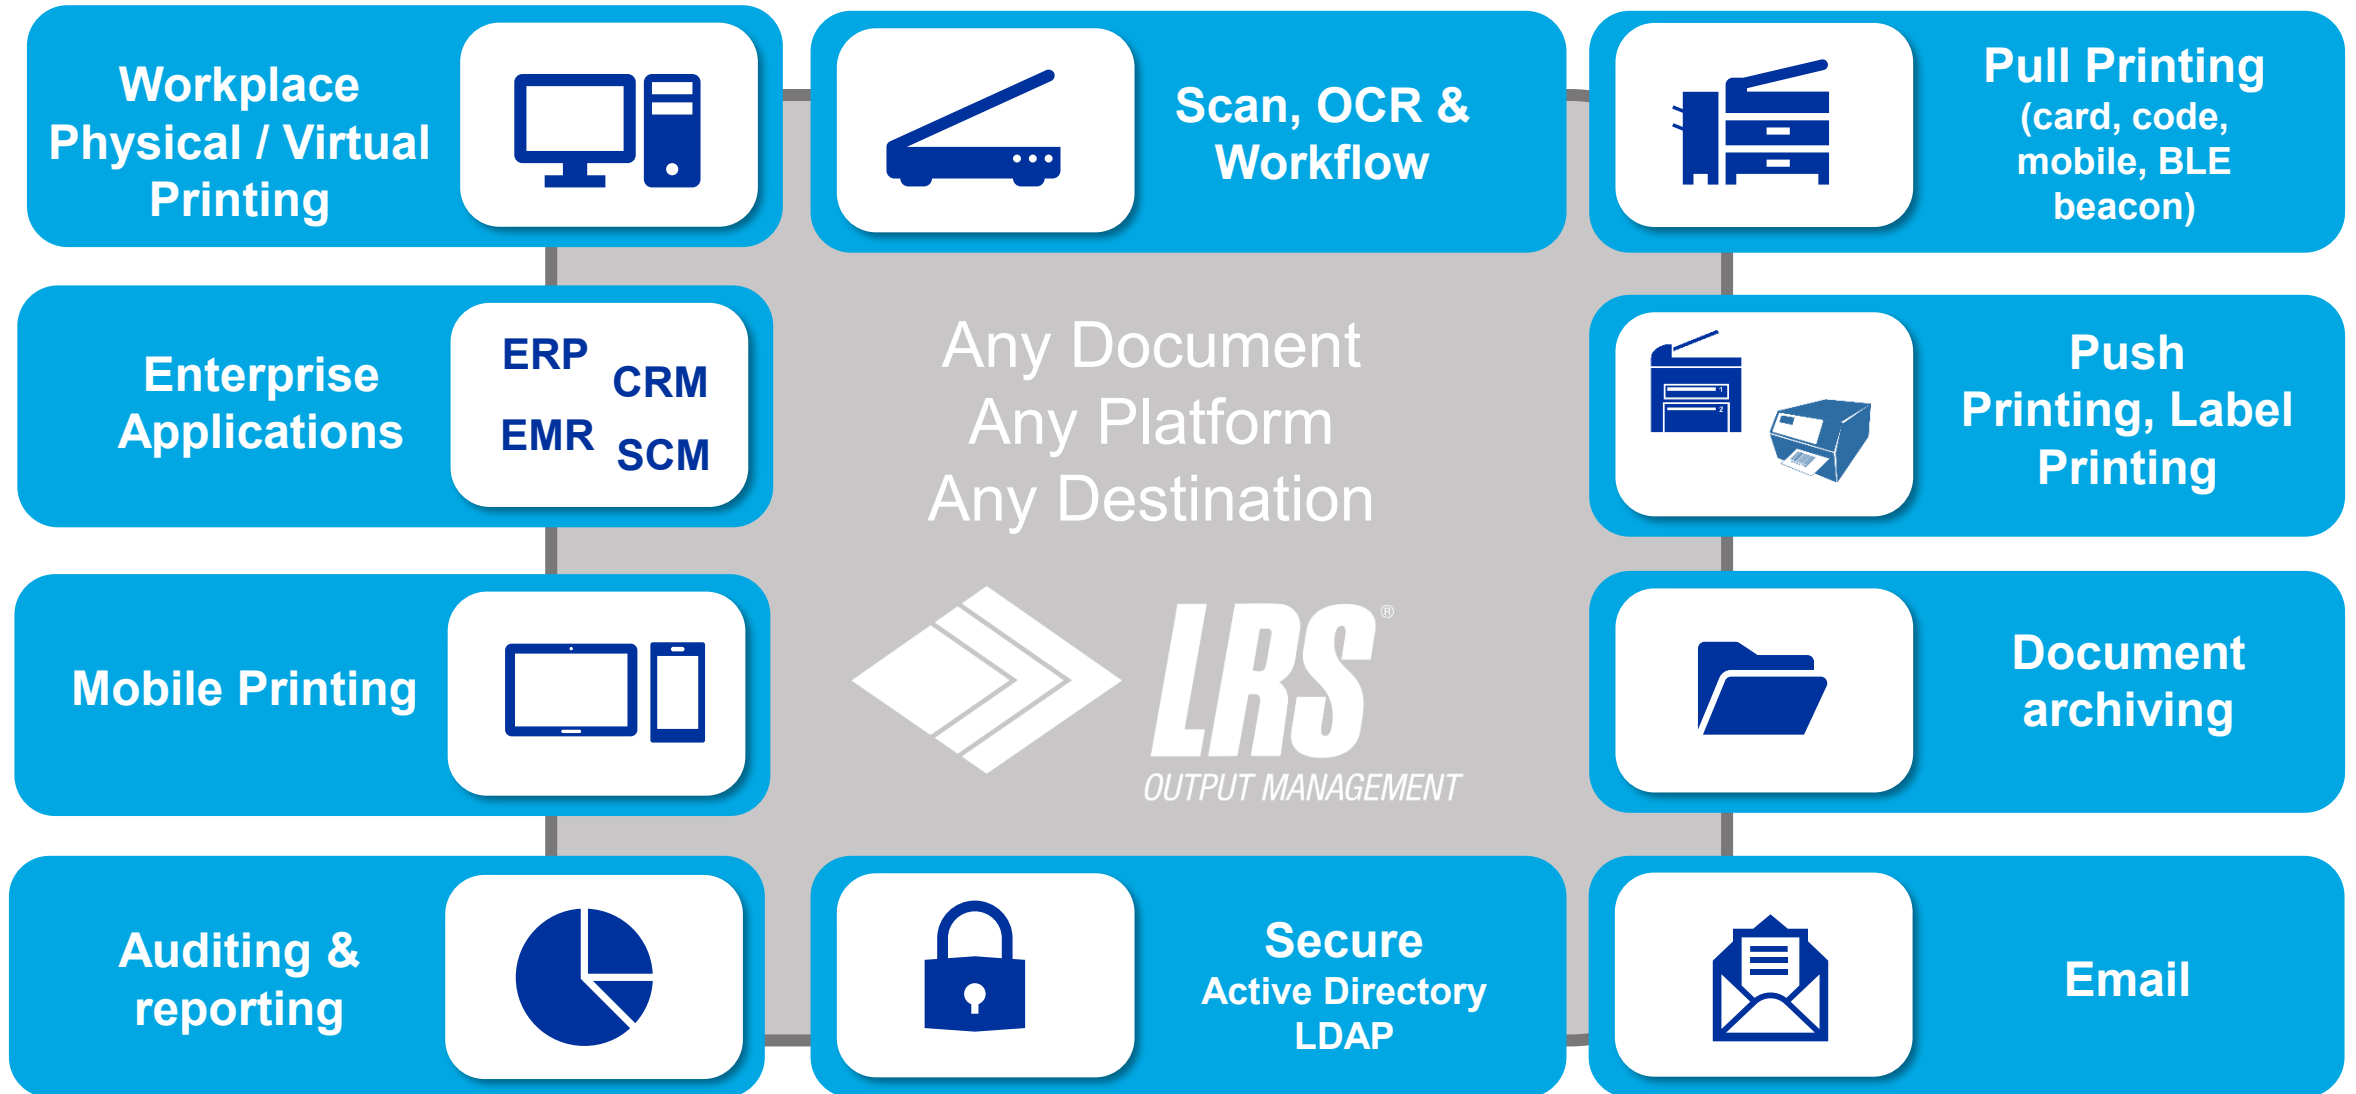 Workplace
Physical / Virtual
Printing
Scan, OCR &
Workflow
Pull Printing
(card, code,
mobile, BLE
beacon)
Enterprise
Applications
ERP
CRM
EMR
SCM
Any Document
Any Platform
Any Destination
Push
Printing, Label
Printing
1
2
Mobile Printing
LRS®
OUTPUT MANAGEMENT
Document
archiving
Auditing &
reporting
Secure
Active Directory
LDAP
Email